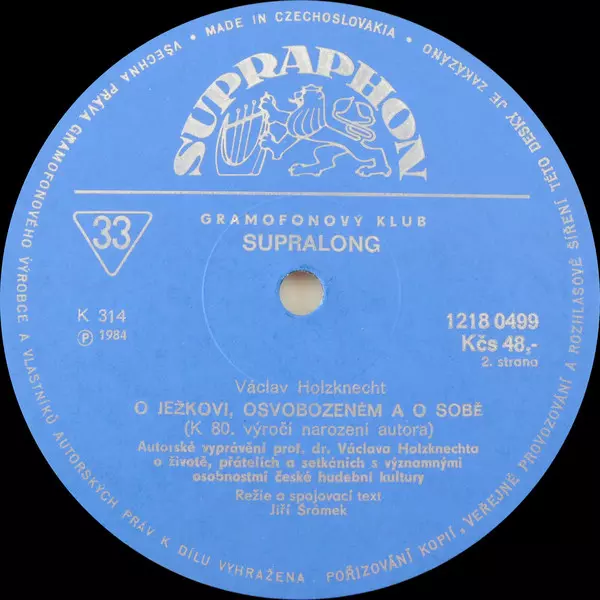 MADE IN CZECHOSLOVAKIA · VŠECHNA PRÁVA GRAMOFONOVÉHO VÝROBCE A VLASTNÍKŮ AUTORSKÝCH PRÁV K DÍLU VYHRAŽENA · POŘIZOVÁNÍ KOPIÍ, VEŘEJNÉ PROVOZOVÁNÍ A ROZHLASOVÉ ŠÍŘENÍ TÉTO DESKY JE ZAKÁZÁNO
SUPRAPHON
33
GRAMOFONOVÝ KLUB
SUPRALONG
K 314
Ⓟ 1984
1218 0499
Kčs 48,-
2. strana
Václav Holzknecht
O JEŽKOVI, OSVOBOZENÉM A O SOBĚ
(K 80. výročí narození autora)
Autorské vyprávění prof. dr. Václava Holzknechta
o životě, přátelích a setkáních s významnými
osobnostmi české hudební kultury
Režie a spojovací text
Jiří Šrámek